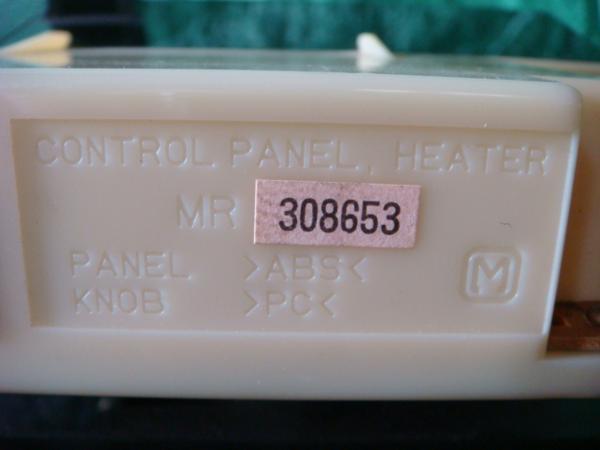 CONTROL PANEL, HEATER
MR 308653
PANEL >ABS<
KNOB >PC<
M